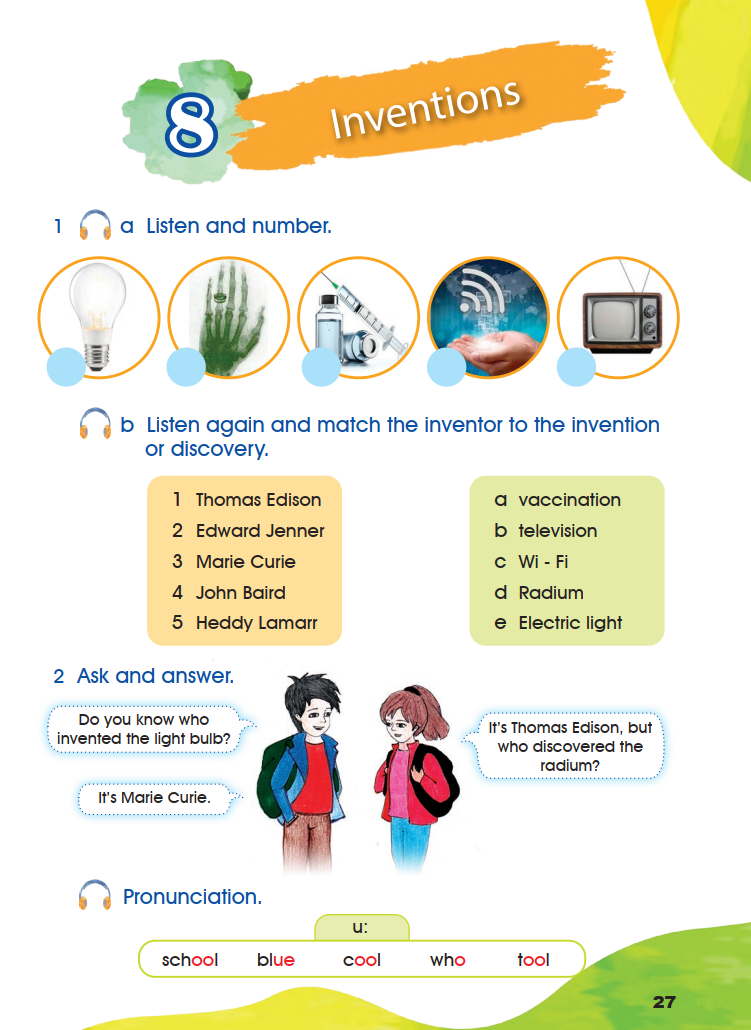 8
Inventions
1 a Listen and number.
b Listen again and match the inventor to the invention
or discovery.
1 Thomas Edison
2 Edward Jenner
3 Marie Curie
4 John Baird
5 Heddy Lamarr
a vaccination
b television
c Wi - Fi
d Radium
e Electric light
2 Ask and answer.
Do you know who
invented the light bulb?
It's Thomas Edison, but
who discovered the
radium?
It's Marie Curie.
Pronunciation.
u:
school blue cool who tool
27